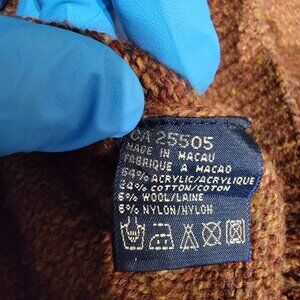 CA 25505
MADE IN MACAU
FABRIQUE A MACAO
64% ACRYLIC/ACRYLIQUE
24% COTTON/COTON
6% WOOL/LAINE
6% NYLON/NYLON